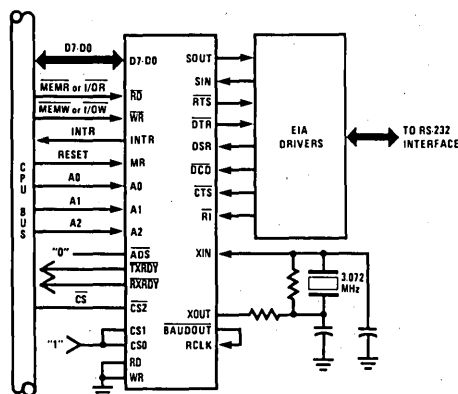 D7-D0
D7-D0
SOUT
MEMR or I/OR
RD
SIN
MEMW or I/OW
WR
RTS
INTR
INTR
DTR
RESET
MR
DSR
EIA
DRIVERS
TO RS-232
INTERFACE
CPU BUS
A0
A0
DCD
A1
A1
CTS
A2
A2
RI
"0"
ADS
XIN
TXRDY
RXRDY
3.072
MHz
CS
CS2
XOUT
"1"
CS1
BAUDOUT
CS0
RCLK
RD
WR